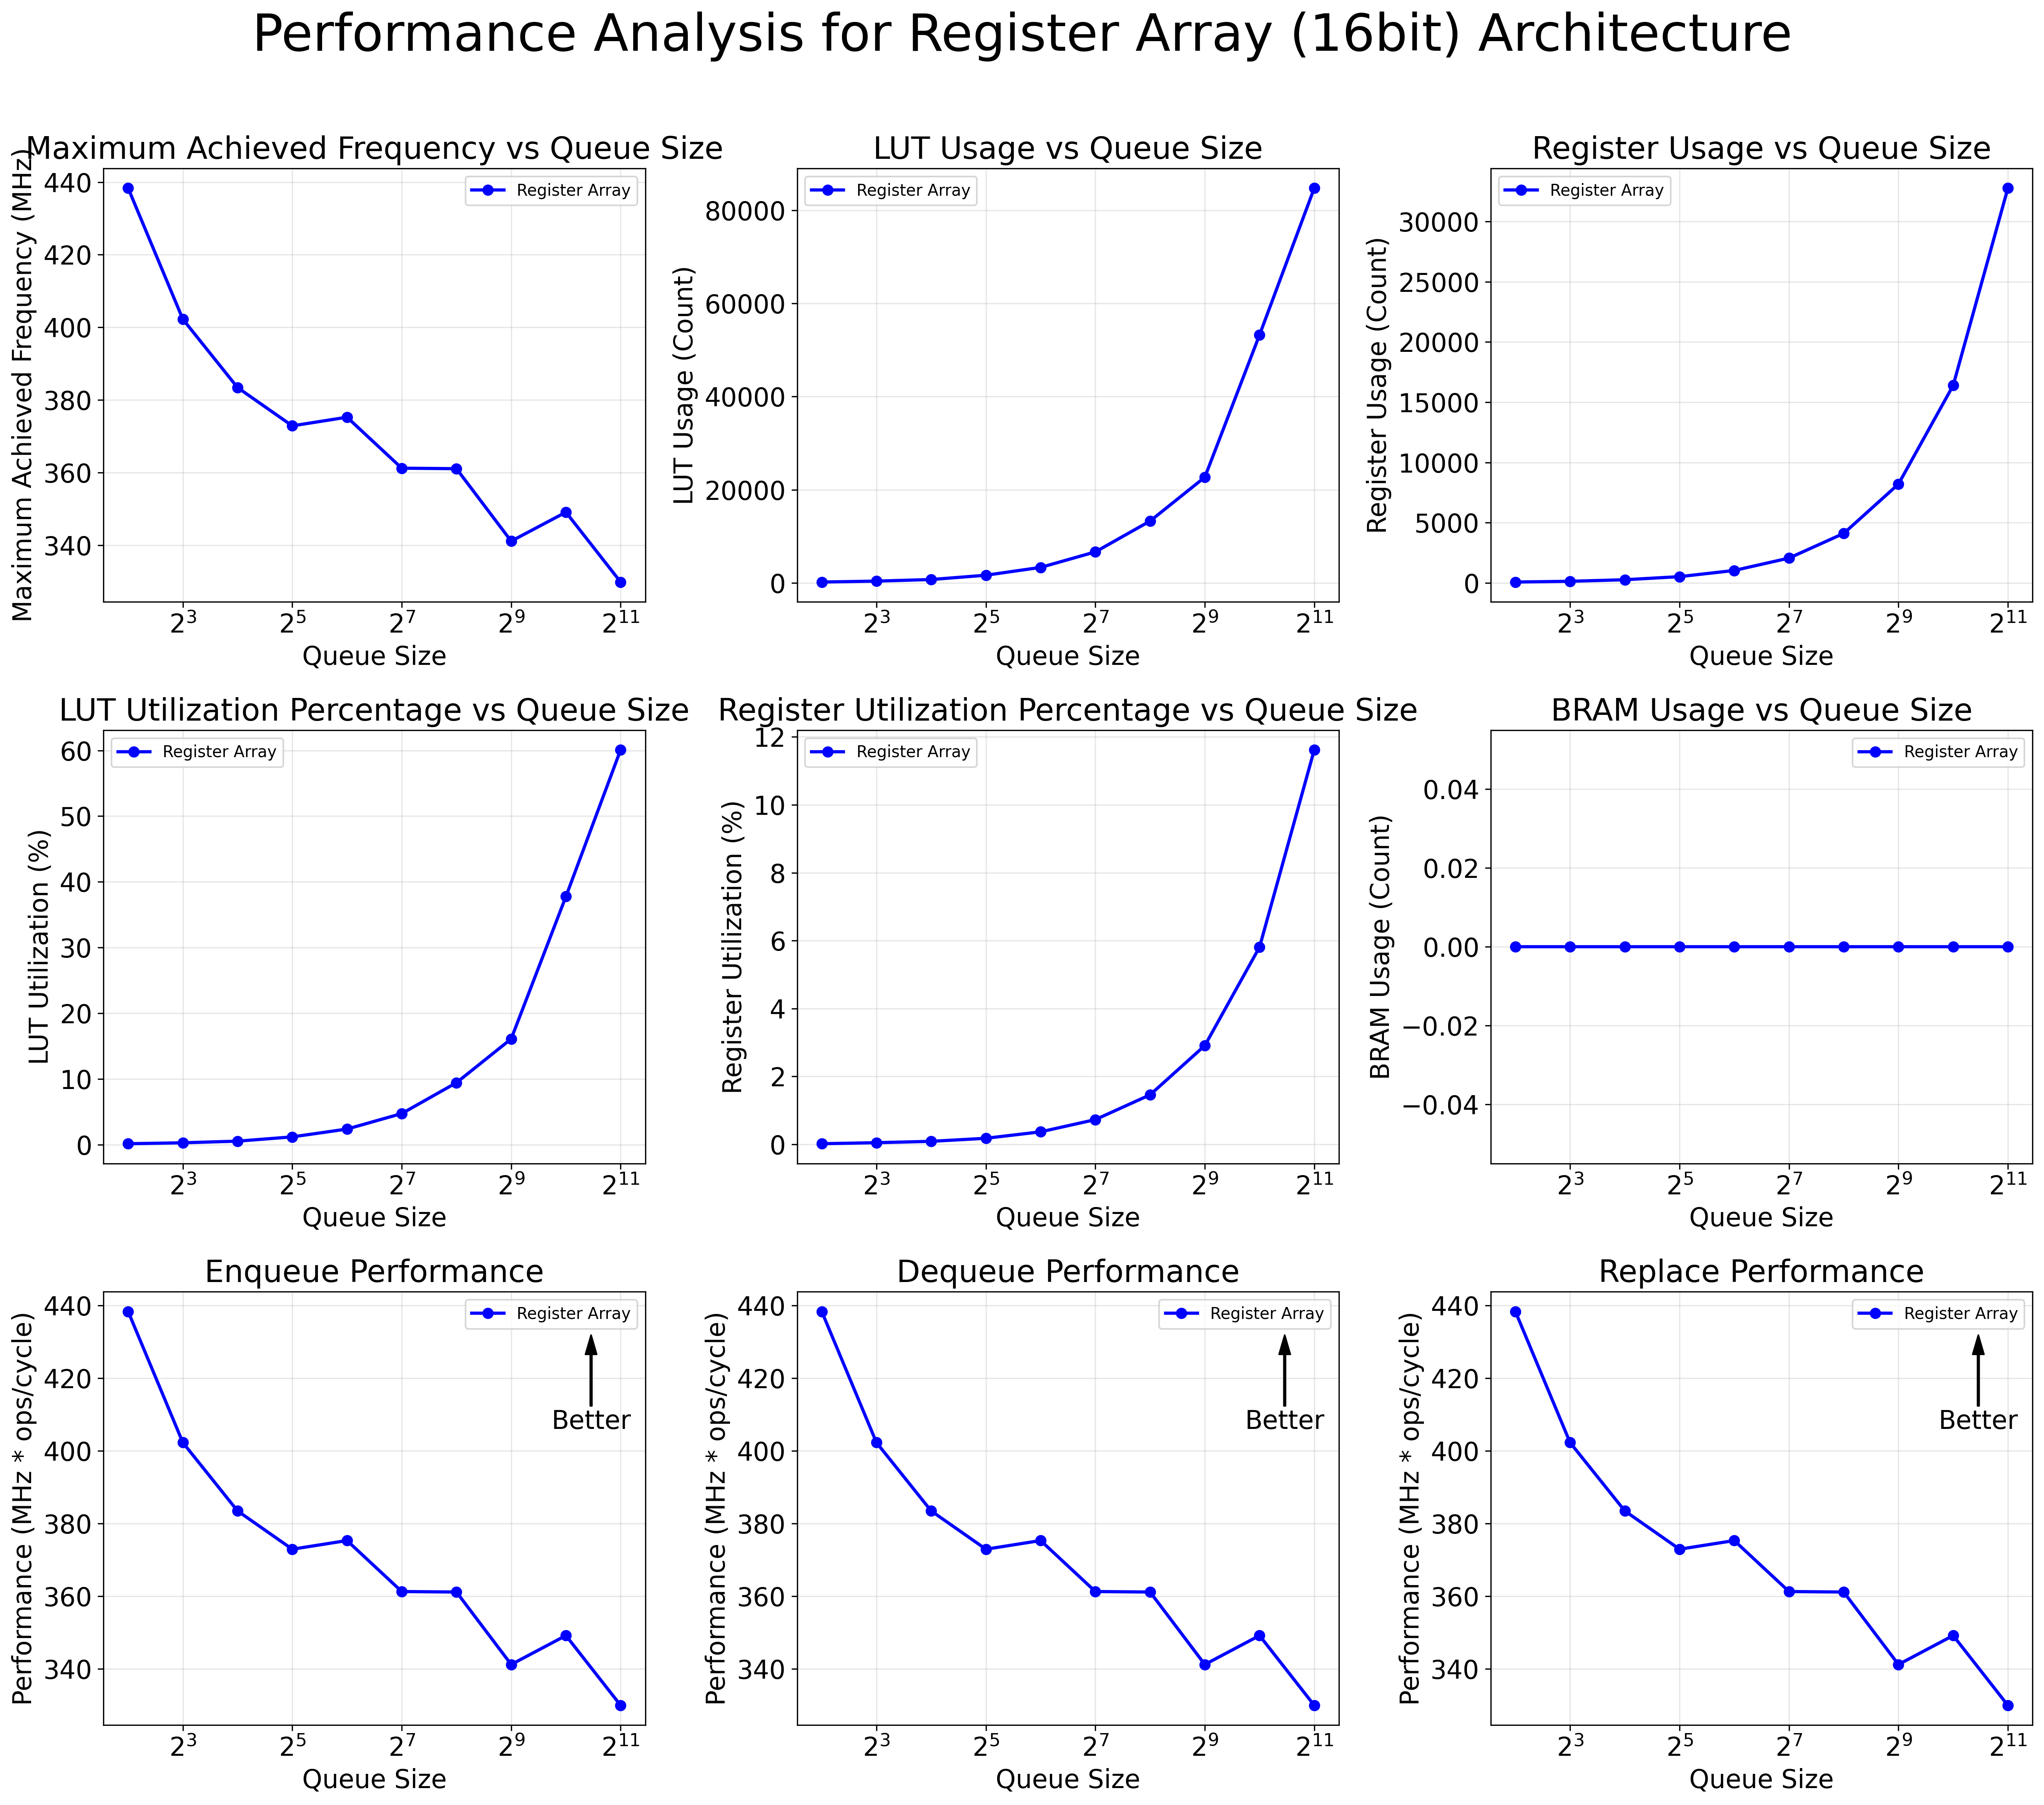 Performance Analysis for Register Array (16bit) Architecture
Maximum Achieved Frequency vs Queue Size
Maximum Achieved Frequency (MHz)
440
420
400
380
360
340
Register Array
2^3 2^5 2^7 2^9 2^11
Queue Size
LUT Usage vs Queue Size
LUT Usage (Count)
80000
60000
40000
20000
0
Register Array
2^3 2^5 2^7 2^9 2^11
Queue Size
Register Usage vs Queue Size
Register Usage (Count)
30000
25000
20000
15000
10000
5000
0
Register Array
2^3 2^5 2^7 2^9 2^11
Queue Size
LUT Utilization Percentage vs Queue Size
LUT Utilization (%)
60
50
40
30
20
10
0
Register Array
2^3 2^5 2^7 2^9 2^11
Queue Size
Register Utilization Percentage vs Queue Size
Register Utilization (%)
12
10
8
6
4
2
0
Register Array
2^3 2^5 2^7 2^9 2^11
Queue Size
BRAM Usage vs Queue Size
BRAM Usage (Count)
0.04
0.02
0.00
−0.02
−0.04
Register Array
2^3 2^5 2^7 2^9 2^11
Queue Size
Enqueue Performance
Performance (MHz * ops/cycle)
440
420
400
380
360
340
Register Array
Better
2^3 2^5 2^7 2^9 2^11
Queue Size
Dequeue Performance
Performance (MHz * ops/cycle)
440
420
400
380
360
340
Register Array
Better
2^3 2^5 2^7 2^9 2^11
Queue Size
Replace Performance
Performance (MHz * ops/cycle)
440
420
400
380
360
340
Register Array
Better
2^3 2^5 2^7 2^9 2^11
Queue Size